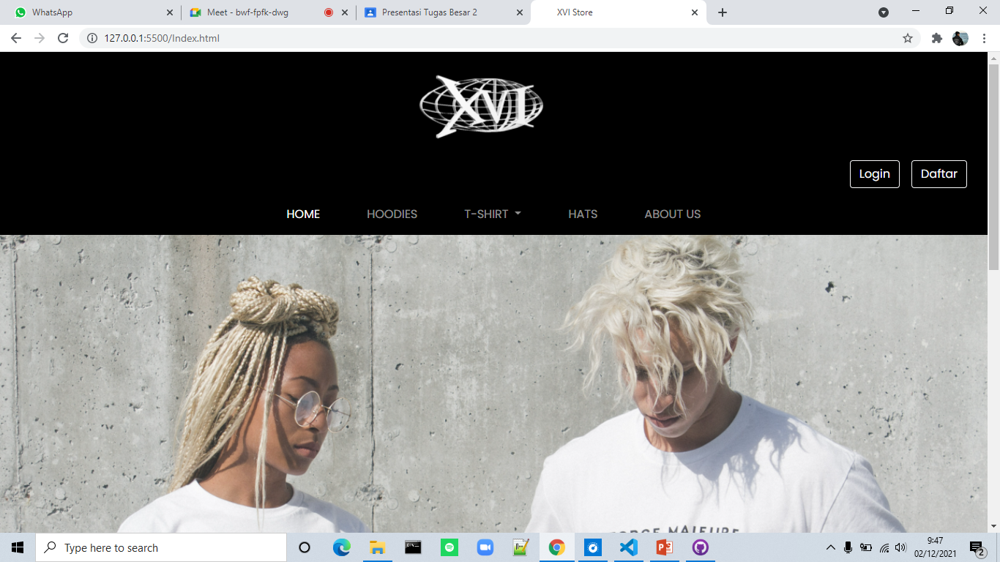 WhatsApp
Meet - bwf-fpfk-dwg
Presentasi Tugas Besar 2
XVI Store
127.0.0.1:5500/Index.html
XVI
Login
Daftar
HOME
HOODIES
T-SHIRT
HATS
ABOUT US
MAJEURE
Type here to search
9:47
02/12/2021
2